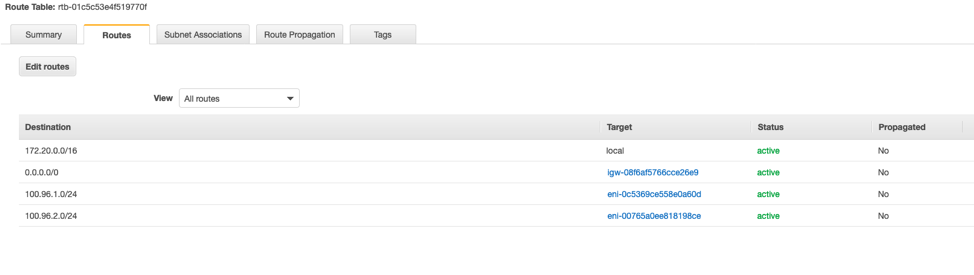 Route Table: rtb-01c5c53e4f519770f
Summary Routes Subnet Associations Route Propagation Tags
Edit routes
View All routes
Destination Target Status Propagated
172.20.0.0/16 local active No
0.0.0.0/0 igw-08f6af5766cce26e9 active No
100.96.1.0/24 eni-0c5369ce558e0a60d active No
100.96.2.0/24 eni-00765a0ee818198ce active No